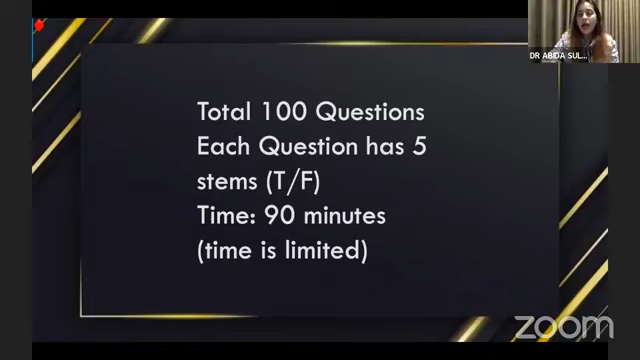 DR ABIDA SUL...
Total 100 Questions
Each Question has 5
stems (T/F)
Time: 90 minutes
(time is limited)
zoom